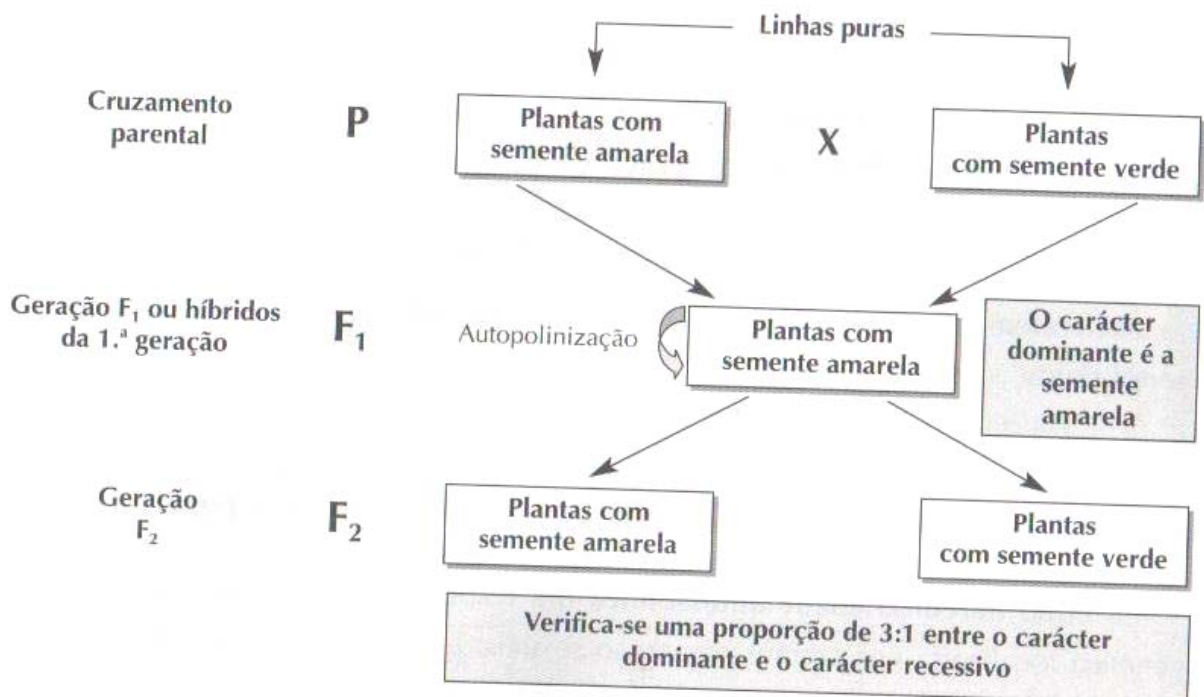 Linhas puras
Cruzamento
parental
P
Plantas com
semente amarela
X
Plantas
com semente verde
Geração F₁ ou híbridos
da 1.ª geração
F₁
Autopolinização
Plantas com
semente amarela
O carácter
dominante é a
semente
amarela
Geração
F₂
F₂
Plantas com
semente amarela
Plantas
com semente verde
Verifica-se uma proporção de 3:1 entre o carácter
dominante e o carácter recessivo